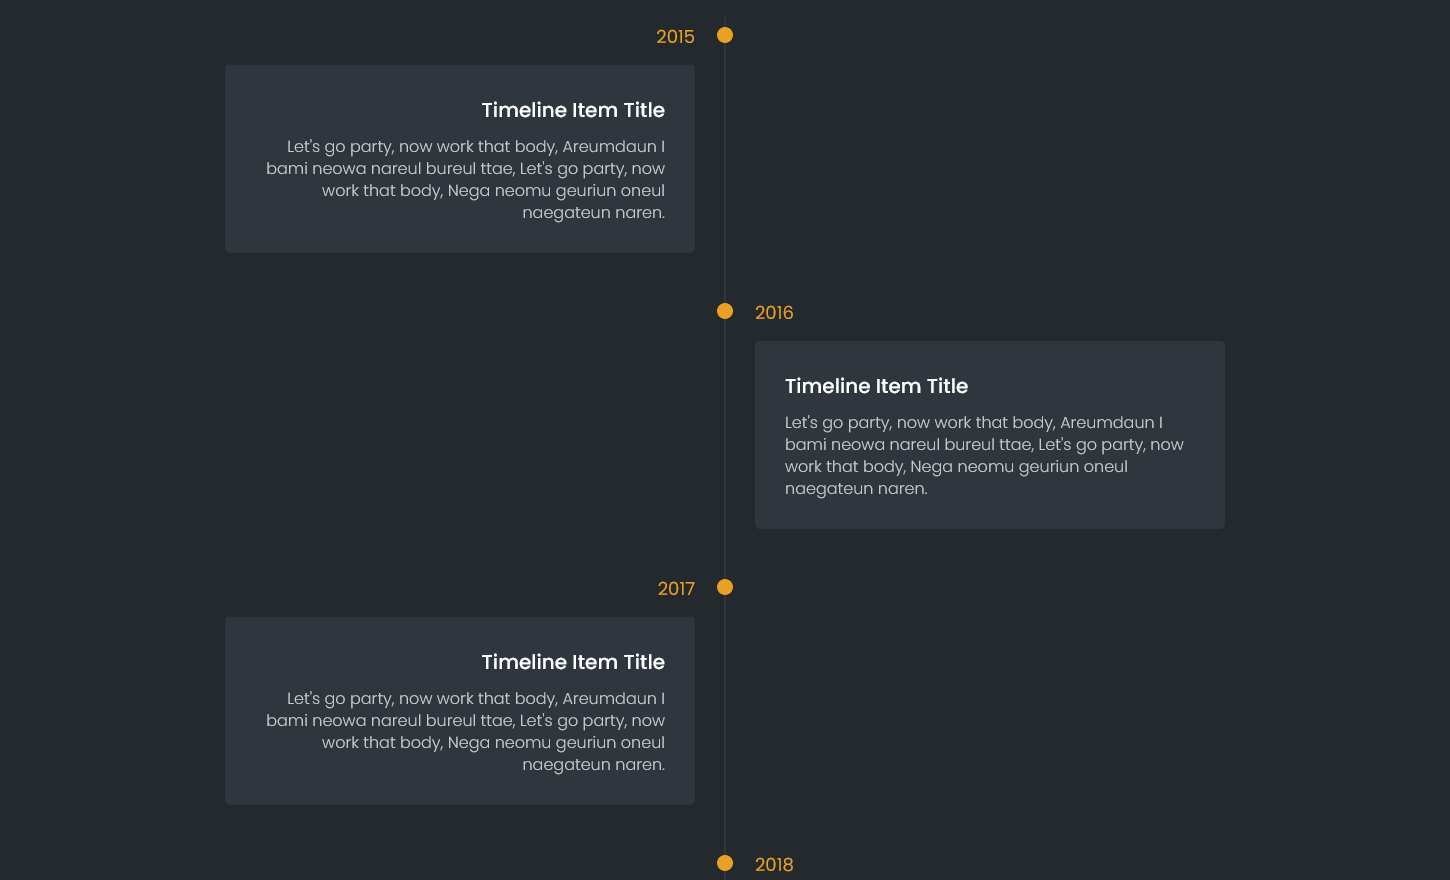 2015
Timeline Item Title
Let's go party, now work that body, Areumdaun I
bami neowa nareul bureul ttae, Let's go party, now
work that body, Nega neomu geuriun oneul
naegateun naren.
2016
Timeline Item Title
Let's go party, now work that body, Areumdaun I
bami neowa nareul bureul ttae, Let's go party, now
work that body, Nega neomu geuriun oneul
naegateun naren.
2017
Timeline Item Title
Let's go party, now work that body, Areumdaun I
bami neowa nareul bureul ttae, Let's go party, now
work that body, Nega neomu geuriun oneul
naegateun naren.
2018